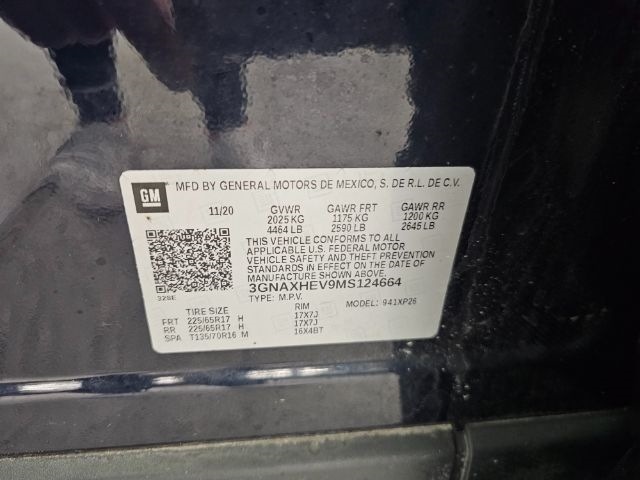 GM MFD BY GENERAL MOTORS DE MEXICO, S. DE R.L. DE C.V.
11/20 GVWR GAWR FRT GAWR RR
2025 KG 1175 KG 1200 KG
4464 LB 2590 LB 2645 LB
THIS VEHICLE CONFORMS TO ALL
APPLICABLE U.S. FEDERAL MOTOR
VEHICLE SAFETY AND THEFT PREVENTION
STANDARDS IN EFFECT ON THE DATE OF
MANUFACTURE SHOWN ABOVE.
3GNAXHEV9MS124664
328E TYPE: M.P.V. 941XP26
TIRE SIZE RIM
FRT 225/65R17 H 17X7J
RR 225/65R17 H 17X7J
SPA T135/70R16 M 16X4BT